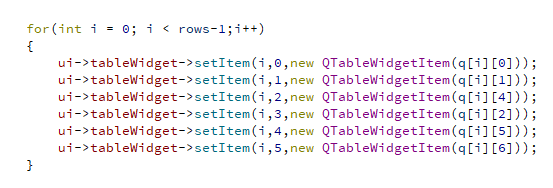 for(int i = 0; i < rows-1;i++)
{
    ui->tableWidget->setItem(i,0,new QTableWidgetItem(q[i][0]));
    ui->tableWidget->setItem(i,1,new QTableWidgetItem(q[i][1]));
    ui->tableWidget->setItem(i,2,new QTableWidgetItem(q[i][4]));
    ui->tableWidget->setItem(i,3,new QTableWidgetItem(q[i][2]));
    ui->tableWidget->setItem(i,4,new QTableWidgetItem(q[i][5]));
    ui->tableWidget->setItem(i,5,new QTableWidgetItem(q[i][6]));
}